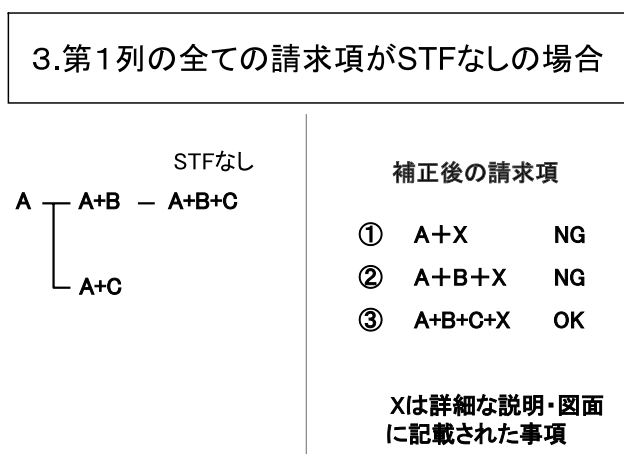 3.第1列の全ての請求項がSTFなしの場合
STFなし
A ─ A+B ─ A+B+C
A+C
補正後の請求項
① A+X NG
② A+B+X NG
③ A+B+C+X OK
Xは詳細な説明・図面
に記載された事項